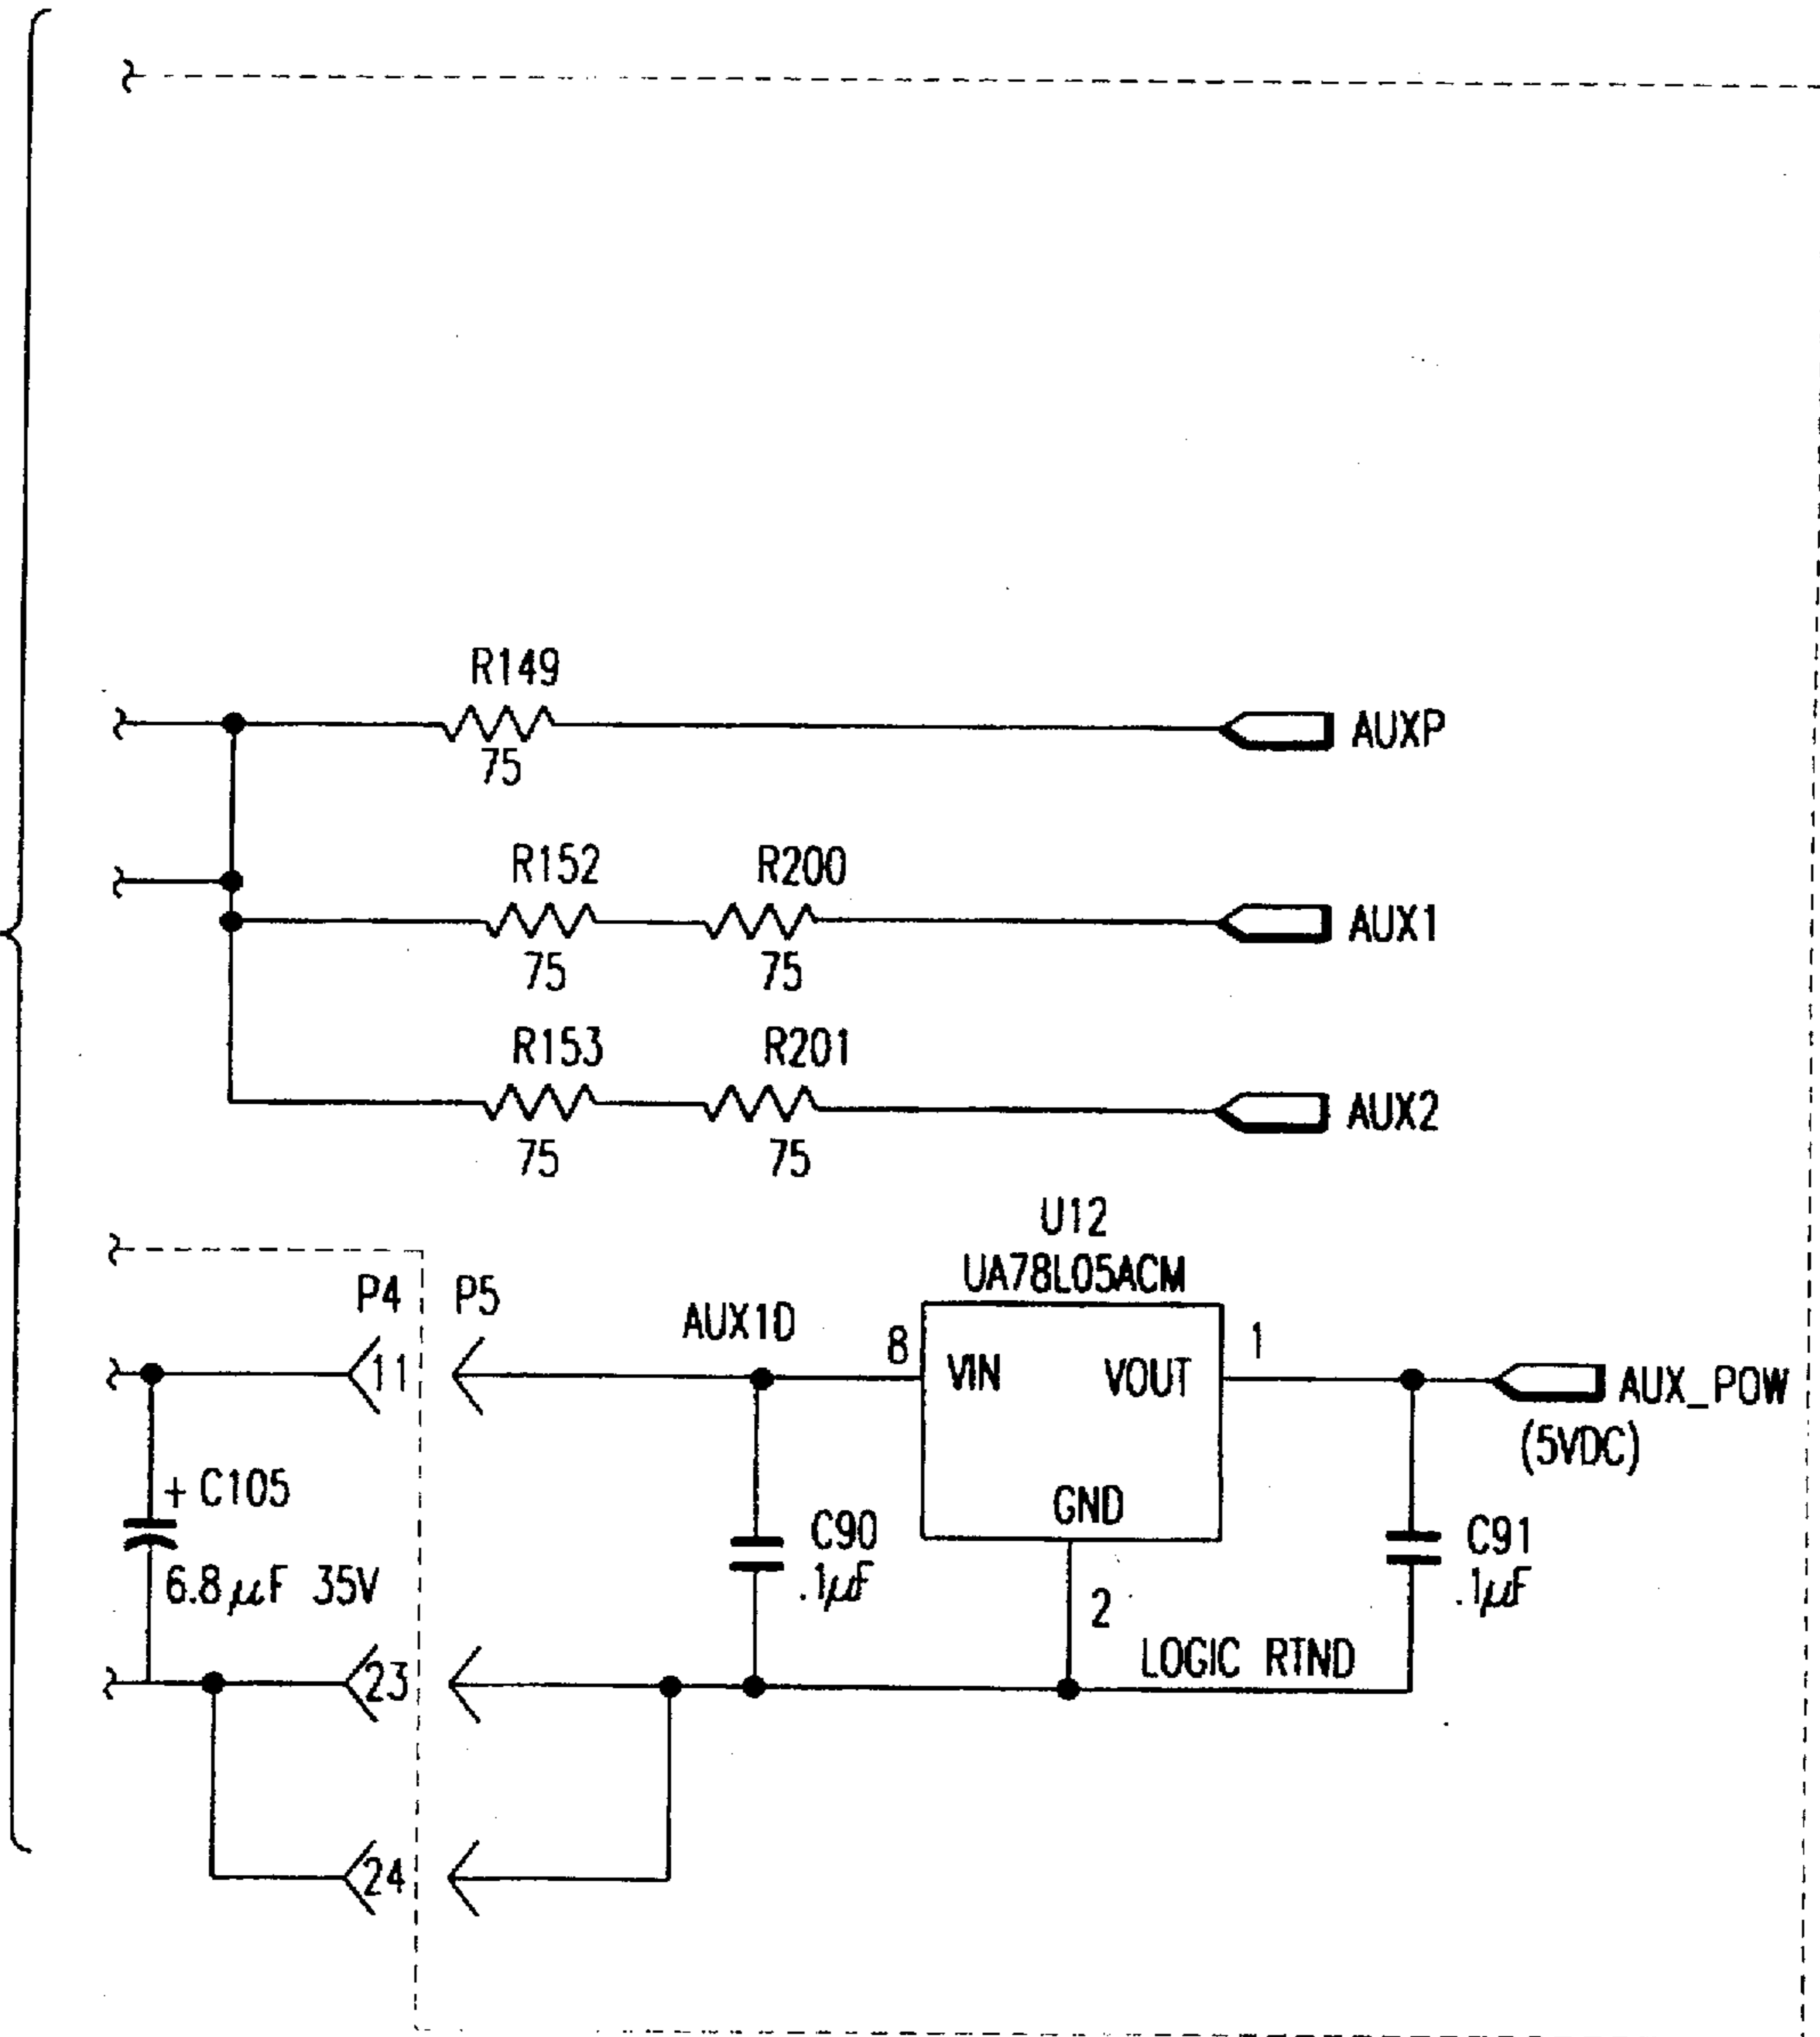 R149
75
AUXP
R152
R200
75
75
AUX1
R153
R201
75
75
AUX2
U12
UA78L05ACM
P4
P5
AUX1D
8
VIN
VOUT
1
11
AUX_POW
(5VDC)
+ C105
6.8μF 35V
C90
.1μF
GND
2
C91
.1μF
LOGIC RTND
23
24